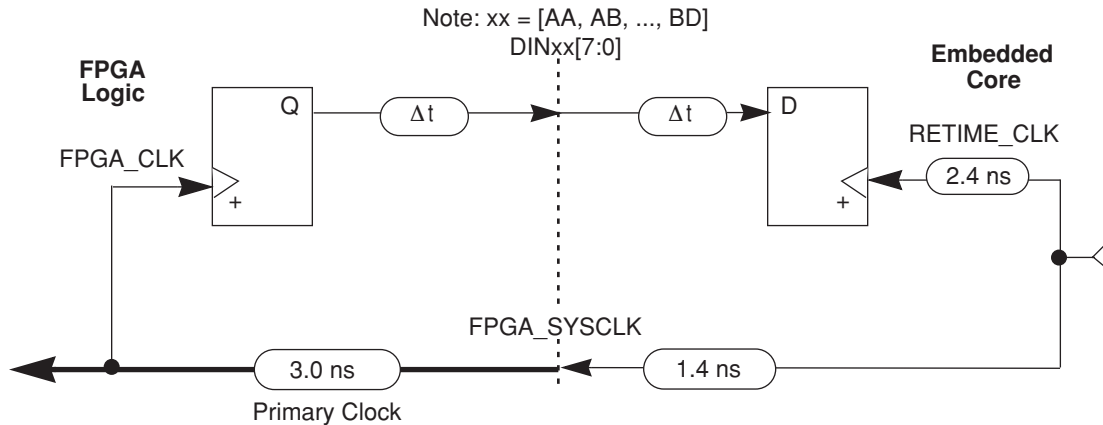 Note: xx = [AA, AB, ..., BD]
DINxx[7:0]
FPGA
Logic
Embedded
Core
Q
Δt
Δt
D
RETIME_CLK
FPGA_CLK
2.4 ns
+
+
FPGA_SYSCLK
3.0 ns
1.4 ns
Primary Clock